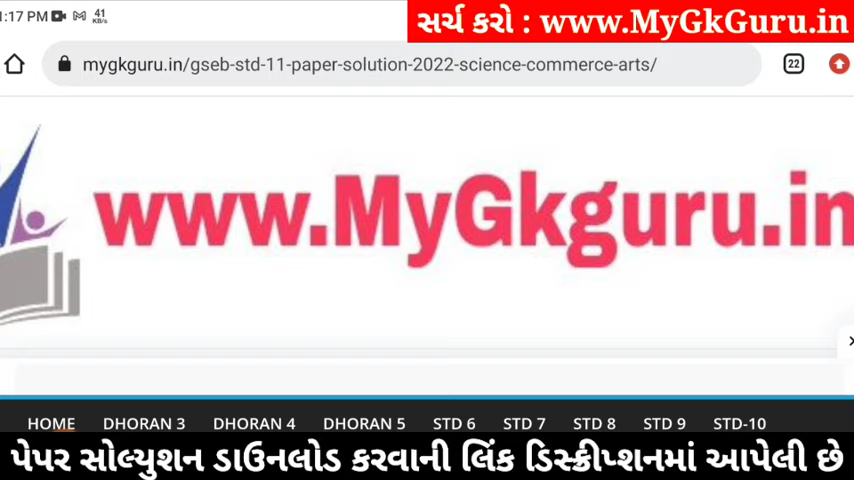 :17 PM
41
KB/s
સર્ચ કરો : www.MyGkGuru.in
mygkguru.in/gseb-std-11-paper-solution-2022-science-commerce-arts/
22
www.MyGkguru.in
HOME DHORAN 3 DHORAN 4 DHORAN 5 STD 6 STD 7 STD 8 STD 9 STD-10
પેપર સોલ્યુશન ડાઉનલોડ કરવાની લિંક ડિસ્ક્રીપ્શનમાં આપેલી છે